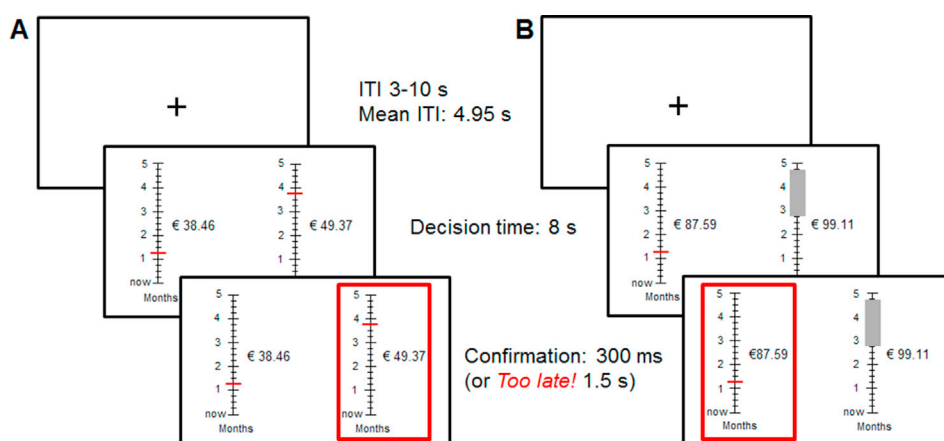 A
B
ITI 3-10 s
Mean ITI: 4.95 s
+
+
5
4
3
2
1
now
Months
€ 38.46
5
4
3
2
1
€ 49.37
Decision time: 8 s
5
4
3
2
1
now
Months
€ 87.59
5
4
3
2
1
€ 99.11
5
4
3
2
1
now
Months
€ 38.46
5
4
3
2
1
now
Months
€ 49.37
Confirmation: 300 ms
(or Too late! 1.5 s)
5
4
3
2
1
now
Months
€87.59
5
4
3
2
1
now
Months
€ 99.11